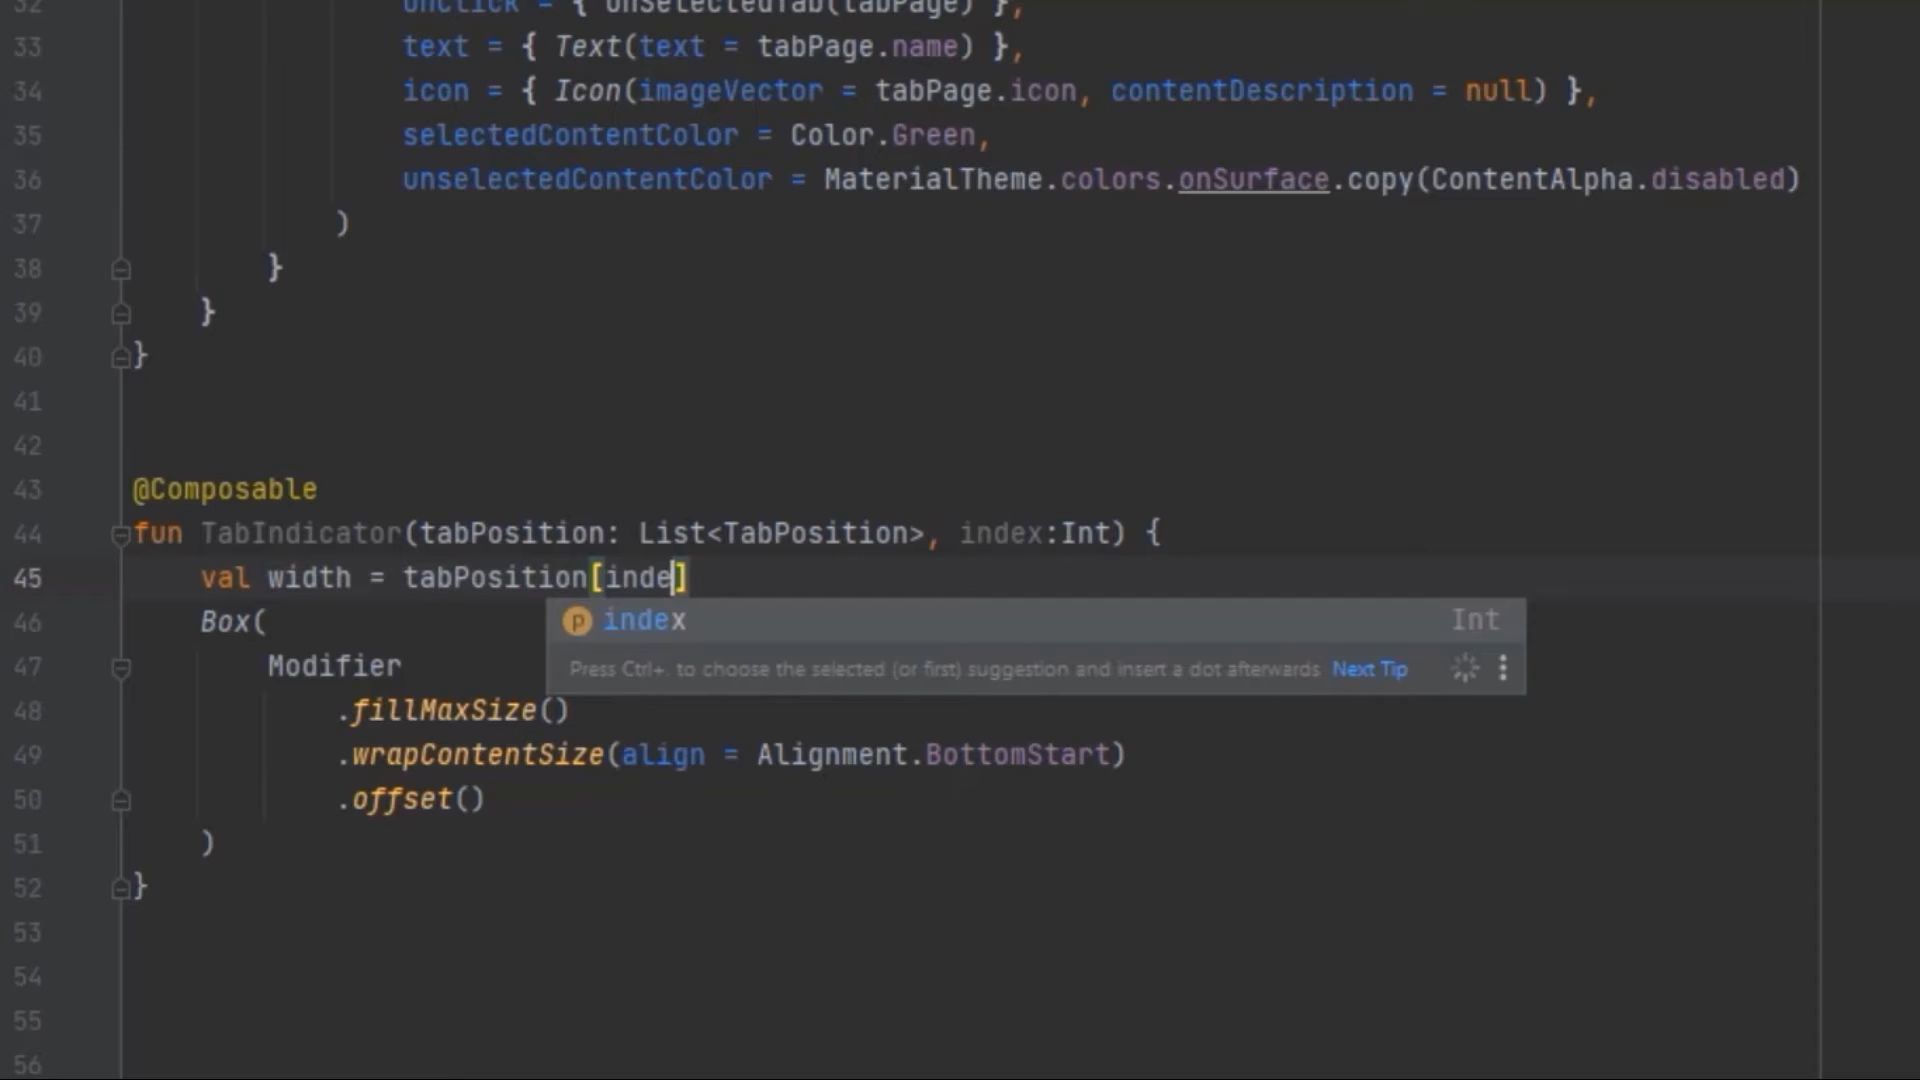 32 onClick = { onSelectedTab(tabPage) },
33 text = { Text(text = tabPage.name) },
34 icon = { Icon(imageVector = tabPage.icon, contentDescription = null) },
35 selectedContentColor = Color.Green,
36 unselectedContentColor = MaterialTheme.colors.onSurface.copy(ContentAlpha.disabled)
37 )
38 }
39 }
40 }
41
42
43 @Composable
44 fun TabIndicator(tabPosition: List<TabPosition>, index:Int) {
45 val width = tabPosition[inde]
46 Box(
p index Int
47 Modifier
Press Ctrl+. to choose the selected (or first) suggestion and insert a dot afterwards Next Tip
48 .fillMaxSize()
49 .wrapContentSize(align = Alignment.BottomStart)
50 .offset()
51 )
52 }
53
54
55
56